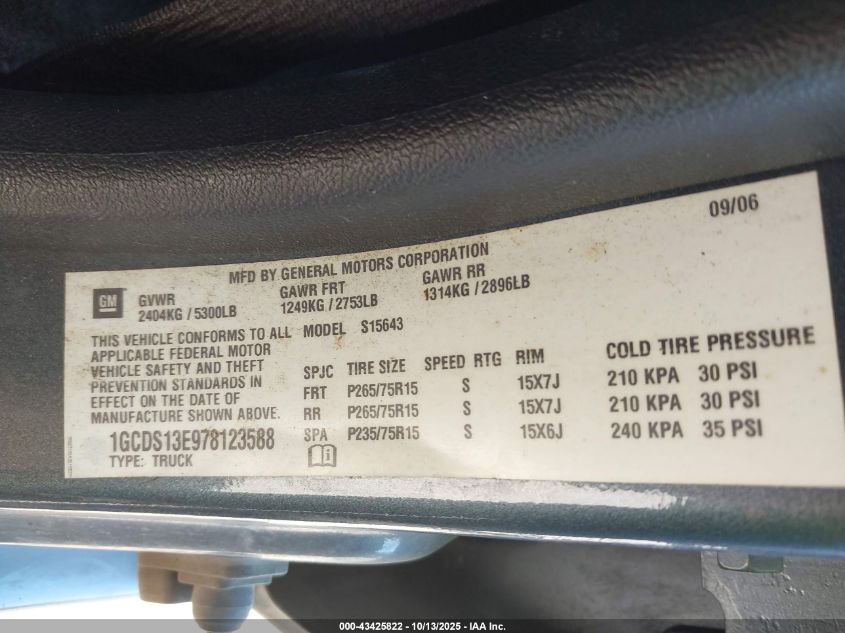 09/06
MFD BY GENERAL MOTORS CORPORATION
GM
GVWR GAWR FRT GAWR RR
2404KG / 5300LB 1249KG / 2753LB 1314KG / 2896LB
THIS VEHICLE CONFORMS TO ALL
APPLICABLE FEDERAL MOTOR
VEHICLE SAFETY AND THEFT
PREVENTION STANDARDS IN
EFFECT ON THE DATE OF
MANUFACTURE SHOWN ABOVE.
1GCDS13E978123588
TYPE: TRUCK
MODEL S15643
SPJC TIRE SIZE SPEED RTG RIM COLD TIRE PRESSURE
FRT P265/75R15 S 15X7J 210 KPA 30 PSI
RR P265/75R15 S 15X7J 210 KPA 30 PSI
SPA P235/75R15 S 15X6J 240 KPA 35 PSI
000-43425822 - 10/13/2025 - IAA Inc.